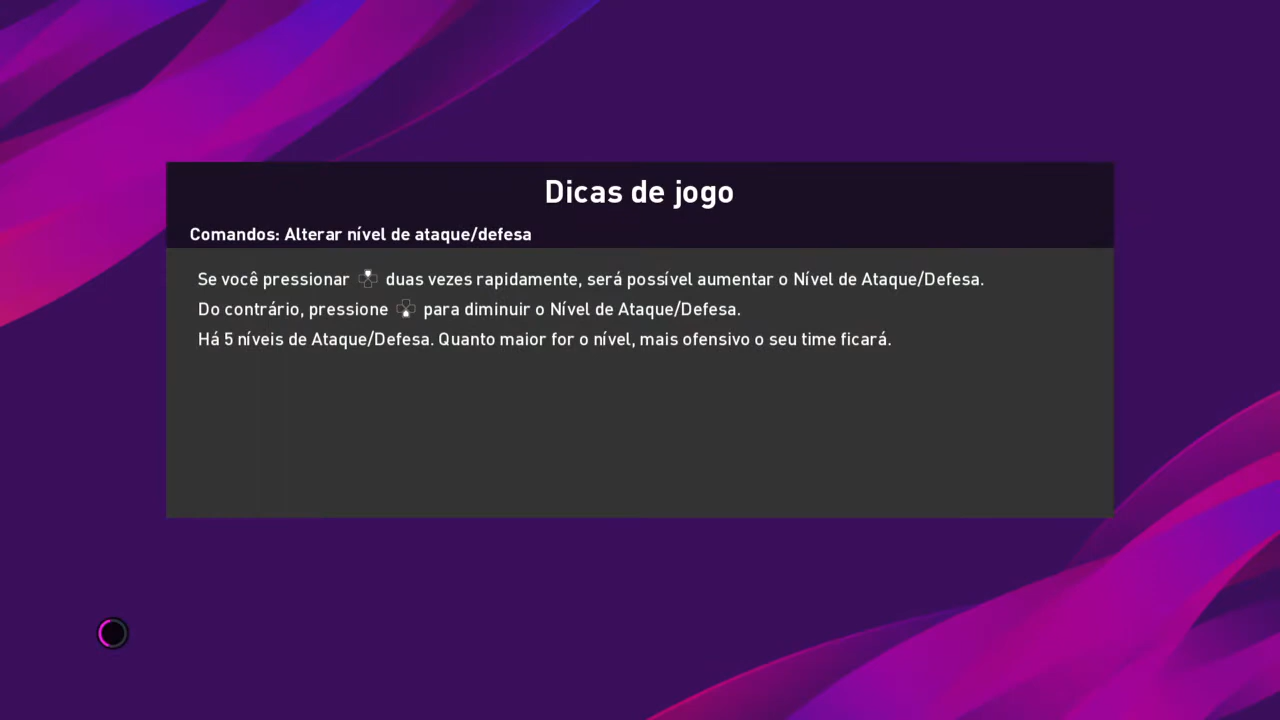 Dicas de jogo
Comandos: Alterar nível de ataque/defesa
Se você pressionar duas vezes rapidamente, será possível aumentar o Nível de Ataque/Defesa.
Do contrário, pressione para diminuir o Nível de Ataque/Defesa.
Há 5 níveis de Ataque/Defesa. Quanto maior for o nível, mais ofensivo o seu time ficará.